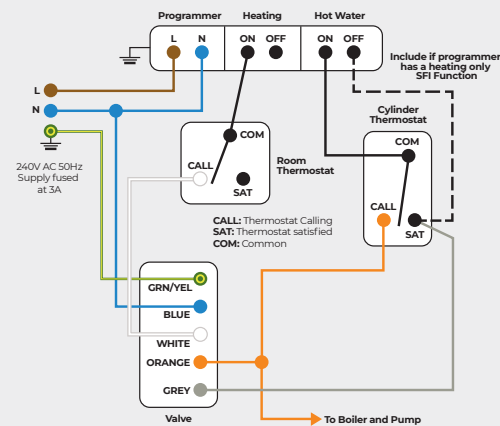 Programmer Heating Hot Water
L N ON OFF ON OFF
Include if programmer
has a heating only
SFI Function
L
N
240V AC 50Hz
Supply fused
at 3A
COM
CALL
SAT
Room
Thermostat
Cylinder
Thermostat
COM
CALL
SAT
CALL: Thermostat Calling
SAT: Thermostat satisfied
COM: Common
GRN/YEL
BLUE
WHITE
ORANGE
GREY
Valve
To Boiler and Pump